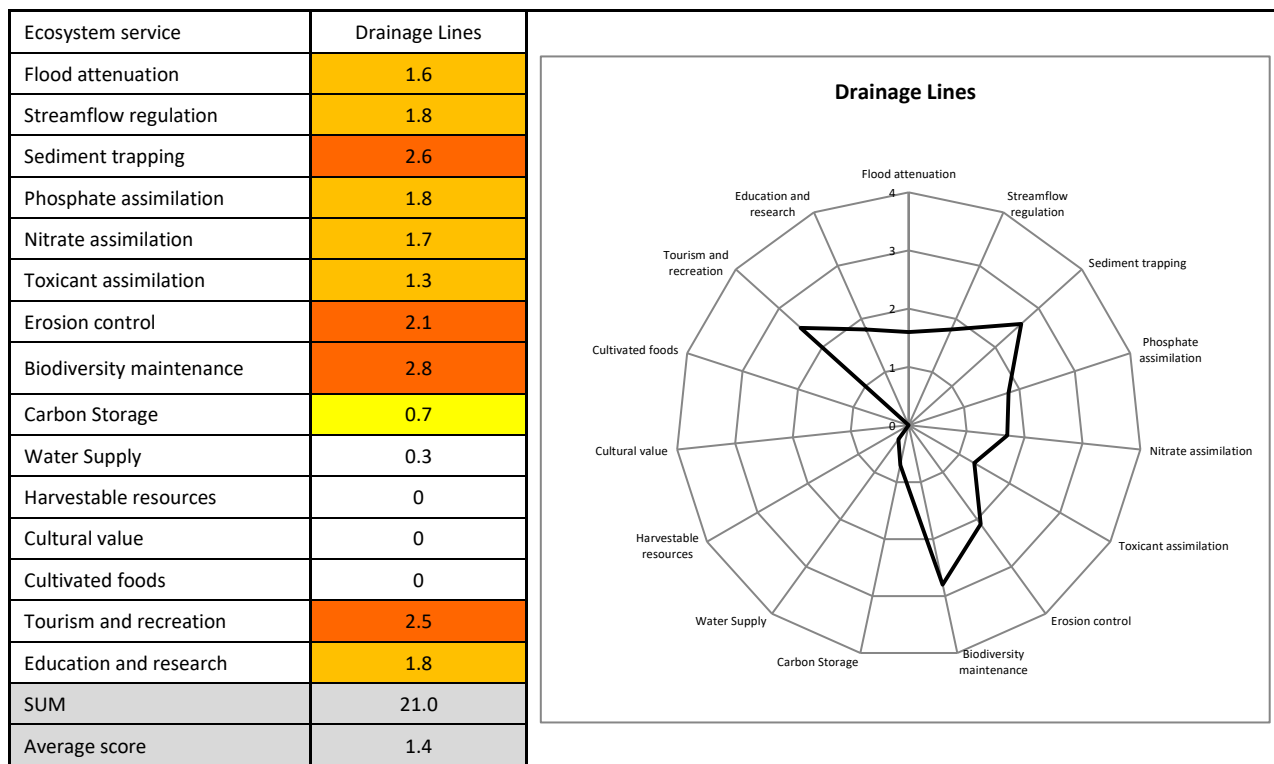 Ecosystem service Drainage Lines
Flood attenuation 1.6
Streamflow regulation 1.8
Sediment trapping 2.6
Phosphate assimilation 1.8
Nitrate assimilation 1.7
Toxicant assimilation 1.3
Erosion control 2.1
Biodiversity maintenance 2.8
Carbon Storage 0.7
Water Supply 0.3
Harvestable resources 0
Cultural value 0
Cultivated foods 0
Tourism and recreation 2.5
Education and research 1.8
SUM 21.0
Average score 1.4
Drainage Lines
Flood attenuation
Streamflow
regulation
Sediment trapping
Phosphate
assimilation
Nitrate assimilation
Toxicant assimilation
Erosion control
Biodiversity
maintenance
Carbon Storage
Water Supply
Harvestable
resources
Cultural value
Cultivated foods
Tourism and
recreation
Education and
research
4
3
2
1
0